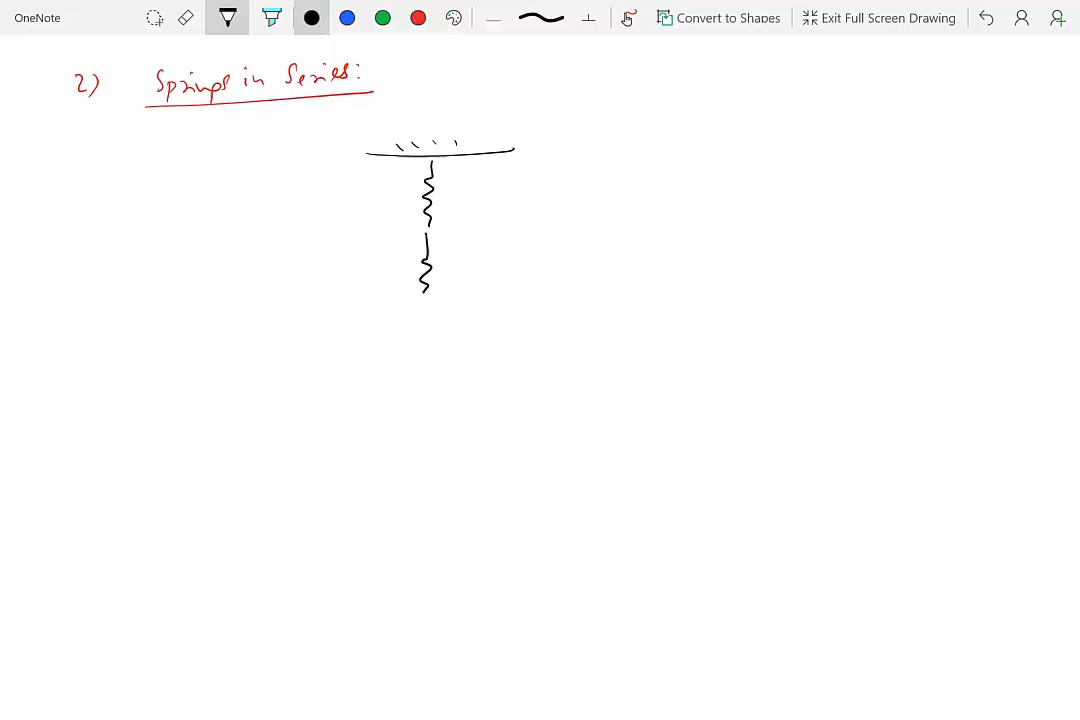 OneNote
Convert to Shapes
Exit Full Screen Drawing
2) Springs in Series: